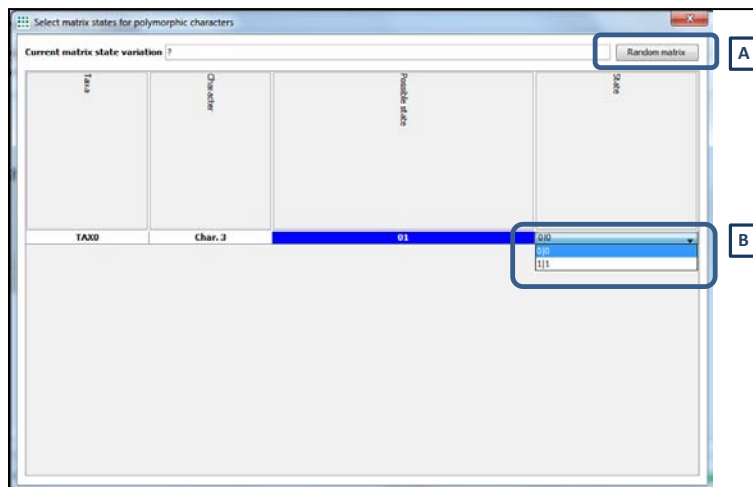 Select matrix states for polymorphic characters
Current matrix state variation ?
Random matrix
A
Taxa
Character
Possible state
State
TAX0
Char. 3
01
0|0
B
0|0
1|1